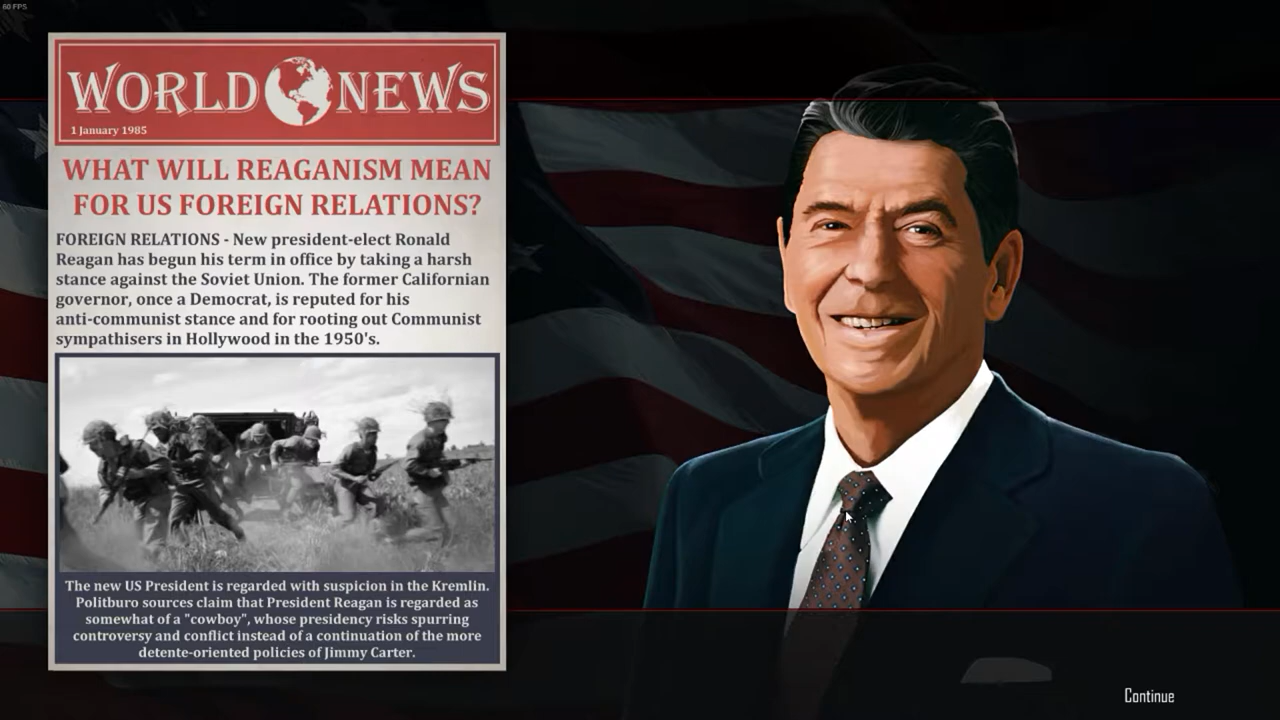 60 FPS
WORLD NEWS
1 January 1985
WHAT WILL REAGANISM MEAN
FOR US FOREIGN RELATIONS?
FOREIGN RELATIONS - New president-elect Ronald
Reagan has begun his term in office by taking a harsh
stance against the Soviet Union. The former Californian
governor, once a Democrat, is reputed for his
anti-communist stance and for rooting out Communist
sympathisers in Hollywood in the 1950's.
The new US President is regarded with suspicion in the Kremlin.
Politburo sources claim that President Reagan is regarded as
somewhat of a "cowboy", whose presidency risks spurring
controversy and conflict instead of a continuation of the more
detente-oriented policies of Jimmy Carter.
Continue